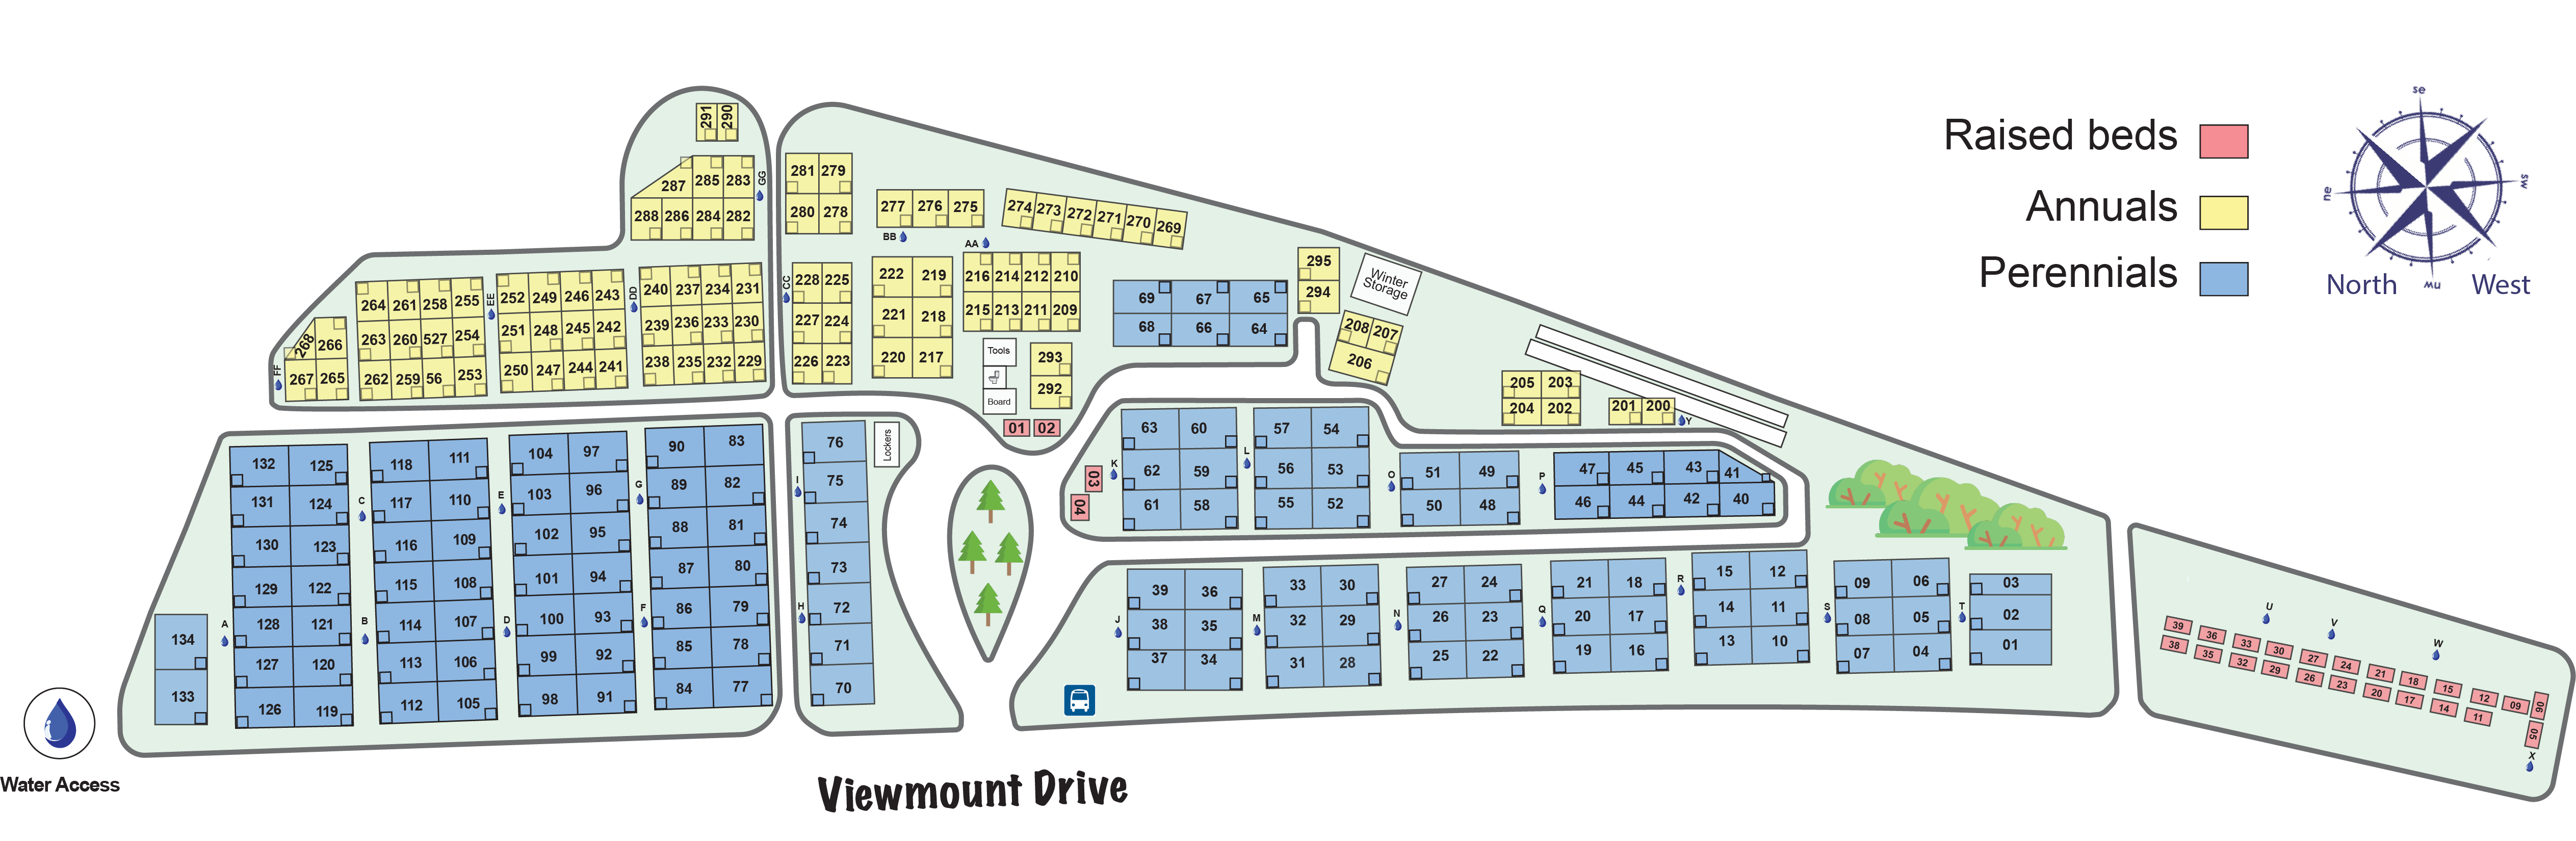 Raised beds
Annuals
Perennials
se
ne
sw
North
nw
West
291 290
287 285 283
288 286 284 282
GG
264 261 258 255
263 260 527 254
262 259 56 253
268 266
267 265
FF
EE
252 249 246 243
251 248 245 242
250 247 244 241
DD
240 237 234 231
239 236 233 230
238 235 232 229
281 279
280 278
277 276 275
BB
AA
274 273 272 271 270 269
CC
228 225
227 224
226 223
222 219
221 218
220 217
216 214 212 210
215 213 211 209
Tools
Board
293
292
01 02
69 67 65
68 66 64
295
294
Winter
Storage
208 207
206
205 203
204 202
201 200
Y
132 125
131 124
130 123
129 122
128 121
127 120
126 119
134
133
A
C
B
118 111
117 110
116 109
115 108
114 107
113 106
112 105
E
D
104 97
103 96
102 95
101 94
100 93
99 92
98 91
G
F
90 83
89 82
88 81
87 80
86 79
85 78
84 77
I
H
76
75
74
73
72
71
70
Lockers
03
04
K
63 60
62 59
61 58
L
57 54
56 53
55 52
O
51 49
50 48
P
47 45 43 41
46 44 42 40
J
39 36
38 35
37 34
M
33 30
32 29
31 28
N
27 24
26 23
25 22
Q
21 18
20 17
19 16
R
15 12
14 11
13 10
S
09 06
08 05
07 04
T
03
02
01
U
V
W
39 36 33 30 27 24 21 18 15 12 09 06
38 35 32 29 26 23 20 17 14 11 05
X
Water Access
Viewmount Drive